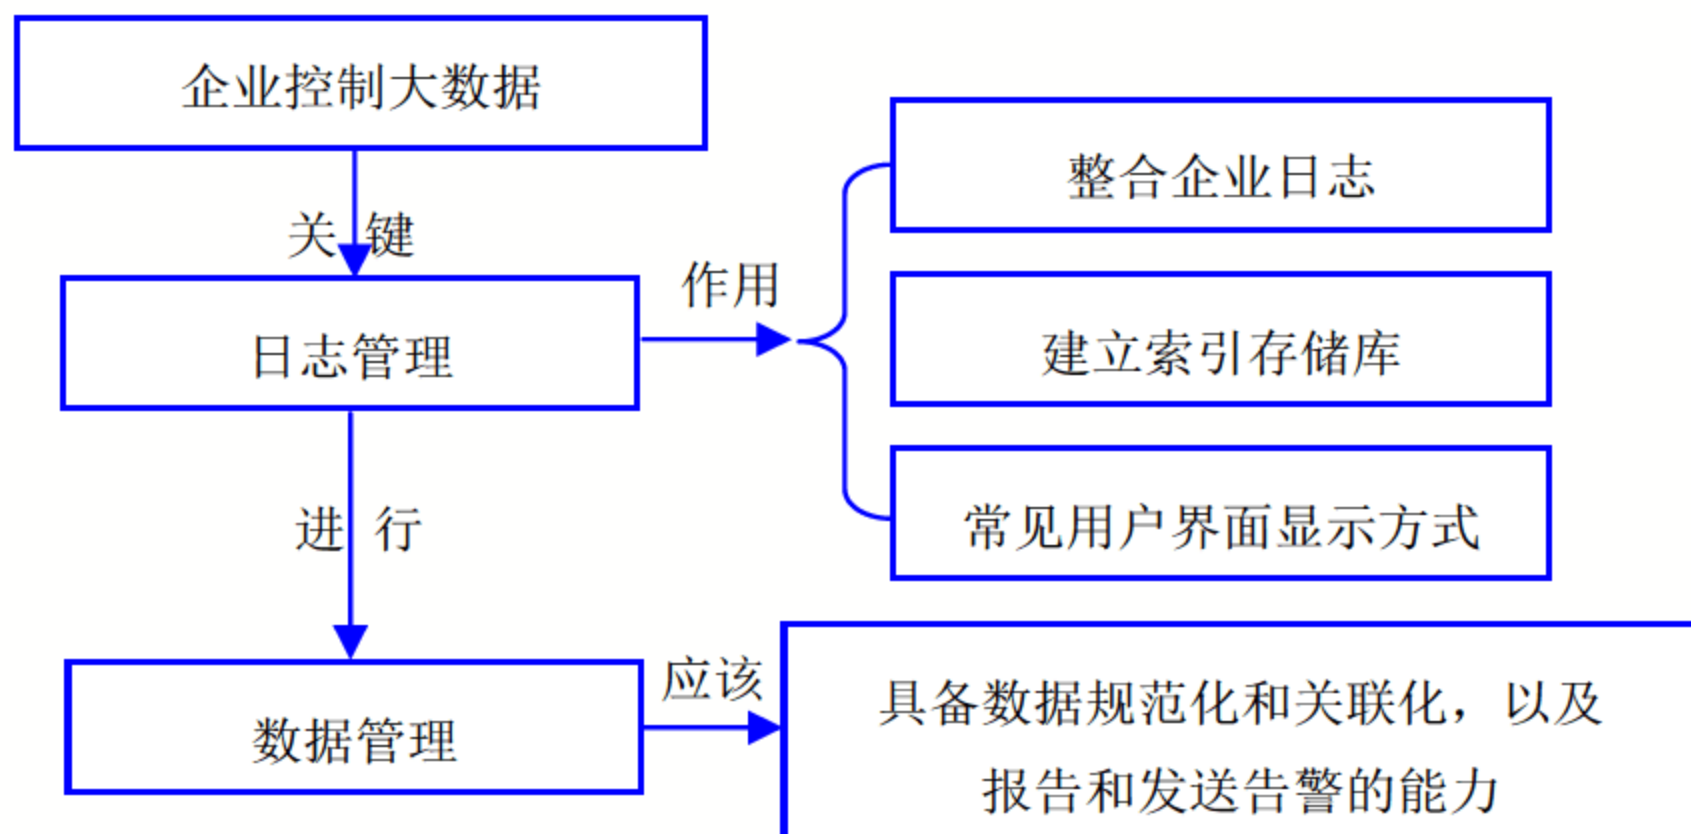 企业控制大数据
关键
日志管理
作用
整合企业日志
建立索引存储库
常见用户界面显示方式
进行
数据管理
应该
具备数据规范化和关联化，以及
报告和发送告警的能力